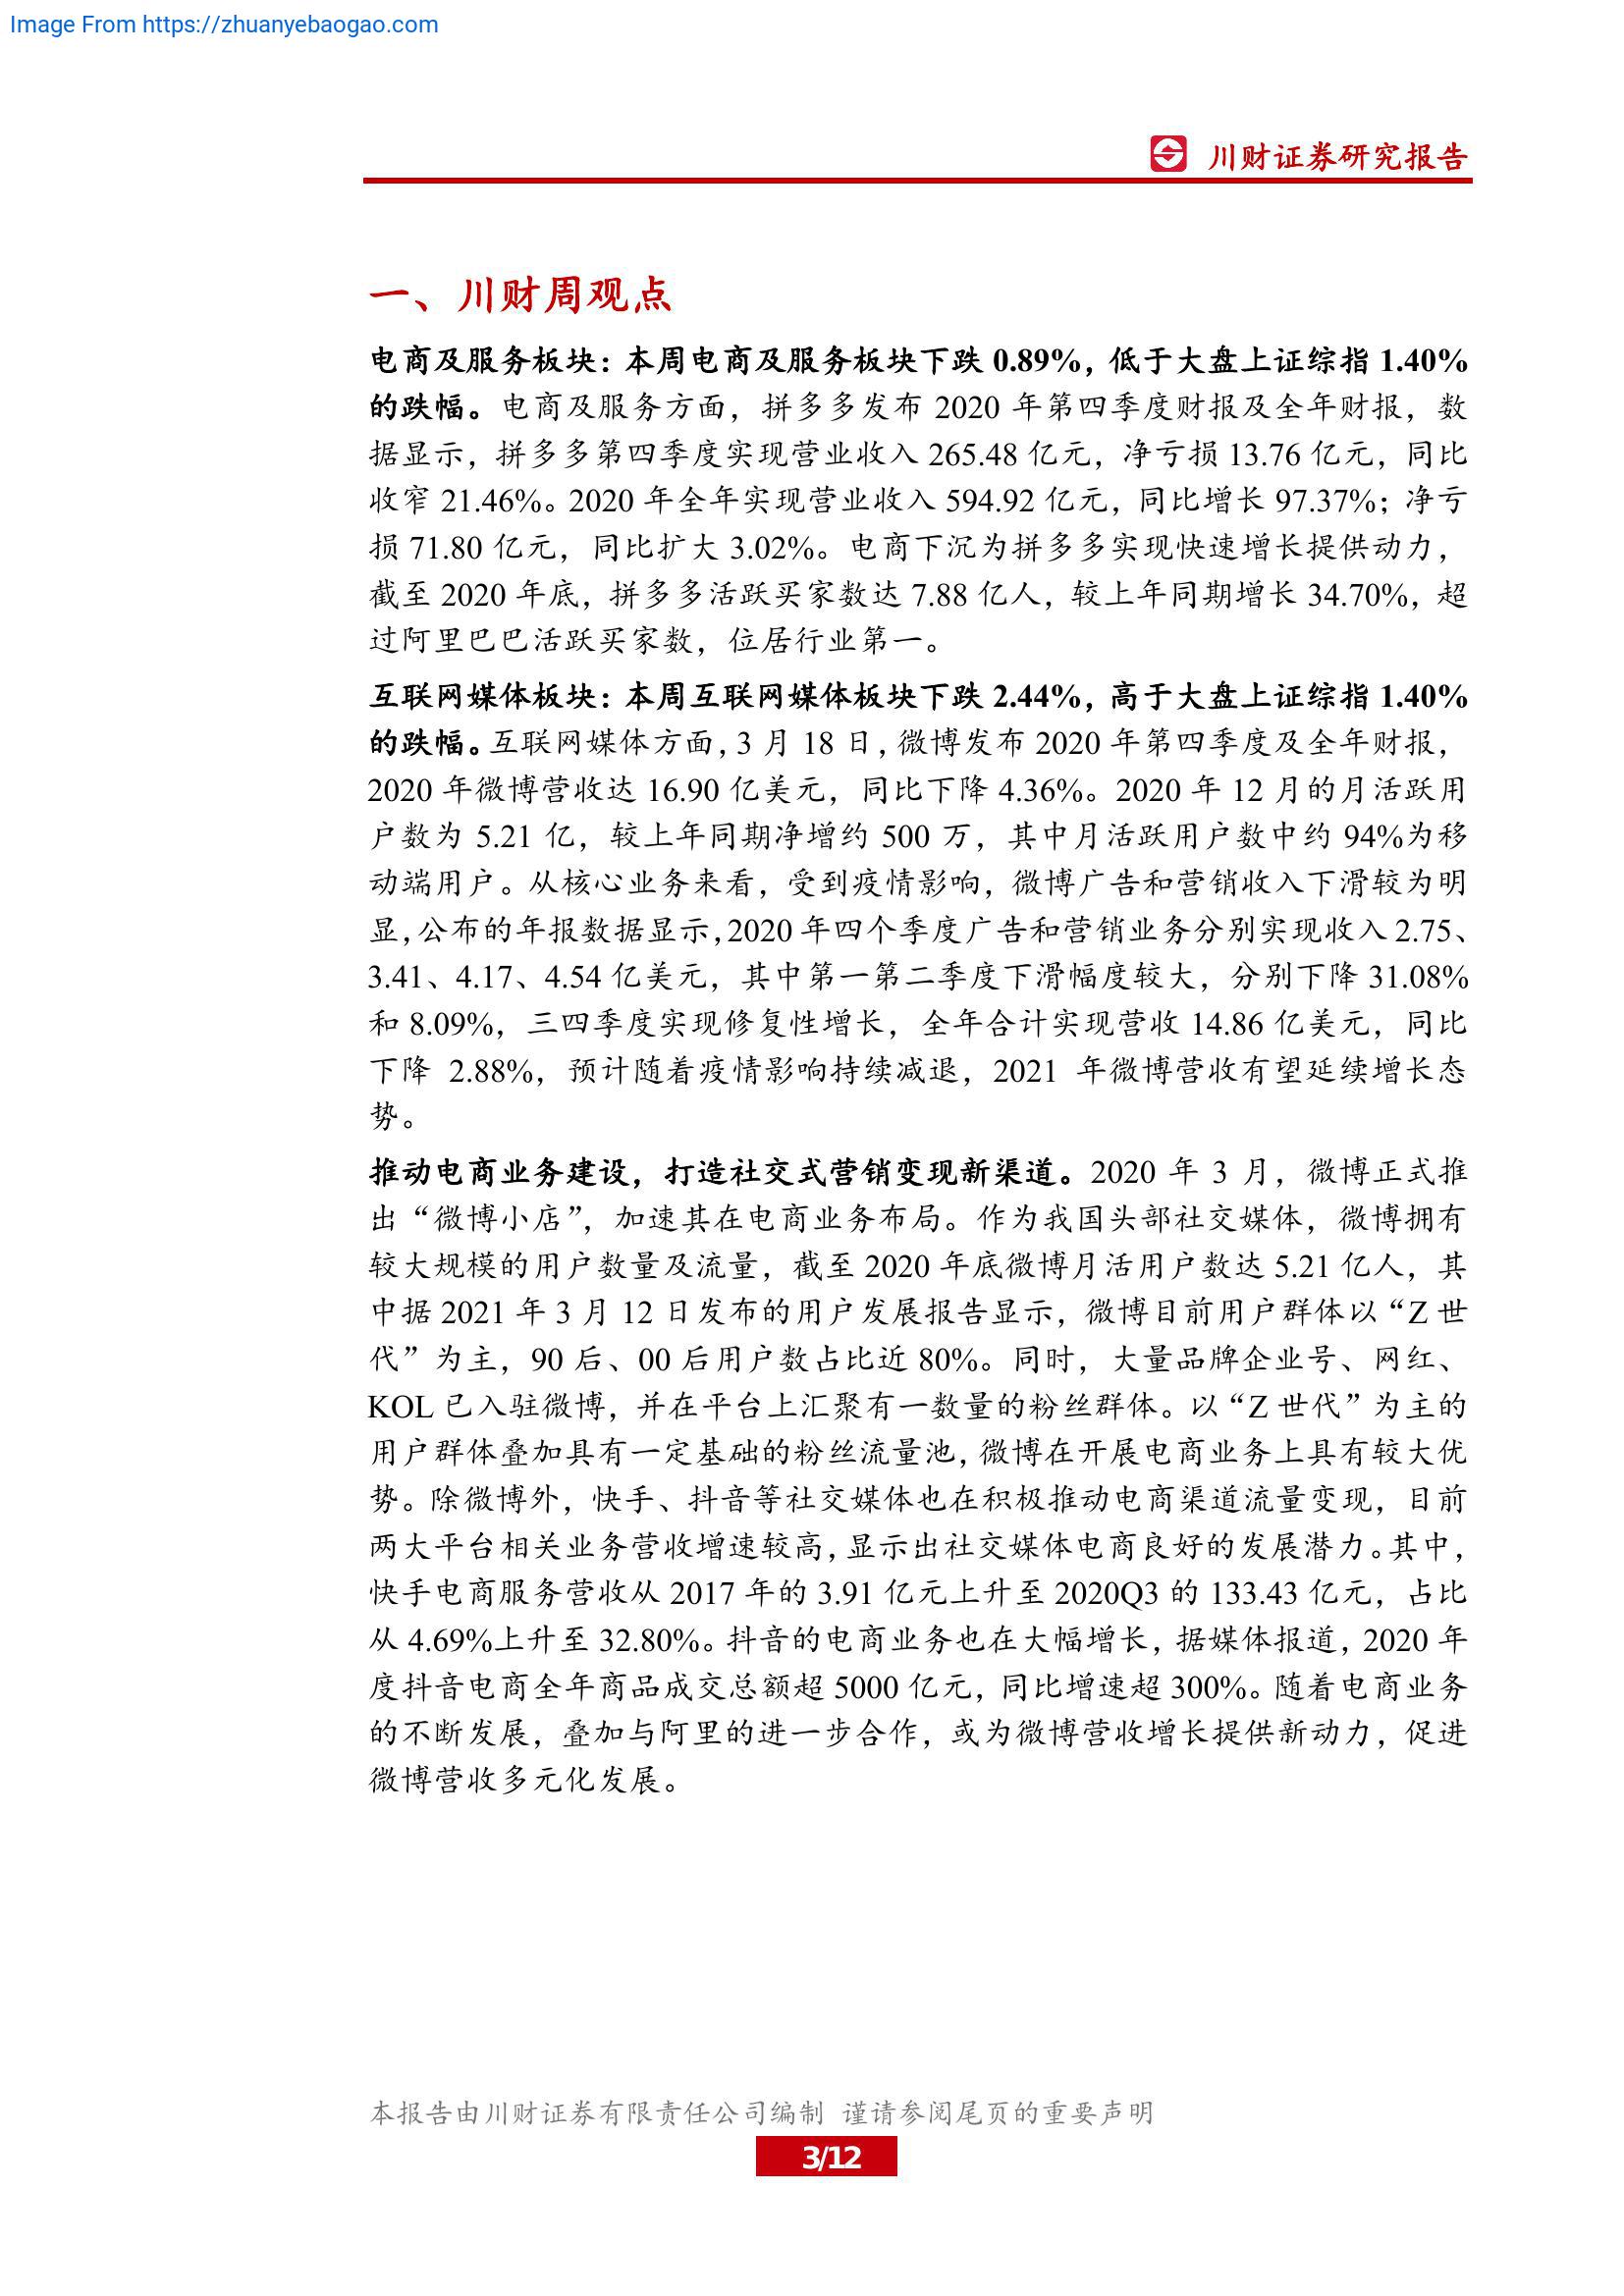 Image From https://zhuanyebaogao.com
川财证券研究报告
一、川财周观点
电商及服务板块：本周电商及服务板块下跌 0.89%，低于大盘上证综指 1.40%
的跌幅。电商及服务方面，拼多多发布 2020 年第四季度财报及全年财报，数
据显示，拼多多第四季度实现营业收入 265.48 亿元，净亏损 13.76 亿元，同比
收窄 21.46%。2020 年全年实现营业收入 594.92 亿元，同比增长 97.37%；净亏
损 71.80 亿元，同比扩大 3.02%。电商下沉为拼多多实现快速增长提供动力，
截至 2020 年底，拼多多活跃买家数达 7.88 亿人，较上年同期增长 34.70%，超
过阿里巴巴活跃买家数，位居行业第一。
互联网媒体板块：本周互联网媒体板块下跌 2.44%，高于大盘上证综指 1.40%
的跌幅。互联网媒体方面，3 月 18 日，微博发布 2020 年第四季度及全年财报，
2020 年微博营收达 16.90 亿美元，同比下降 4.36%。2020 年 12 月的月活跃用
户数为 5.21 亿，较上年同期净增约 500 万，其中月活跃用户数中约 94%为移
动端用户。从核心业务来看，受到疫情影响，微博广告和营销收入下滑较为明
显，公布的年报数据显示，2020 年四个季度广告和营销业务分别实现收入 2.75、
3.41、4.17、4.54 亿美元，其中第一第二季度下滑幅度较大，分别下降 31.08%
和 8.09%，三四季度实现修复性增长，全年合计实现营收 14.86 亿美元，同比
下降 2.88%，预计随着疫情影响持续减退，2021 年微博营收有望延续增长态
势。
推动电商业务建设，打造社交式营销变现新渠道。2020 年 3 月，微博正式推
出“微博小店”，加速其在电商业务布局。作为我国头部社交媒体，微博拥有
较大规模的用户数量及流量，截至 2020 年底微博月活用户数达 5.21 亿人，其
中据 2021 年 3 月 12 日发布的用户发展报告显示，微博目前用户群体以“Z 世
代”为主，90 后、00 后用户数占比近 80%。同时，大量品牌企业号、网红、
KOL 已入驻微博，并在平台上汇聚有一数量的粉丝群体。以“Z 世代”为主的
用户群体叠加具有一定基础的粉丝流量池，微博在开展电商业务上具有较大优
势。除微博外，快手、抖音等社交媒体也在积极推动电商渠道流量变现，目前
两大平台相关业务营收增速较高，显示出社交媒体电商良好的发展潜力。其中，
快手电商服务营收从 2017 年的 3.91 亿元上升至 2020Q3 的 133.43 亿元，占比
从 4.69%上升至 32.80%。抖音的电商业务也在大幅增长，据媒体报道，2020 年
度抖音电商全年商品成交总额超 5000 亿元，同比增速超 300%。随着电商业务
的不断发展，叠加与阿里的进一步合作，或为微博营收增长提供新动力，促进
微博营收多元化发展。
本报告由川财证券有限责任公司编制 谨请参阅尾页的重要声明
3/12